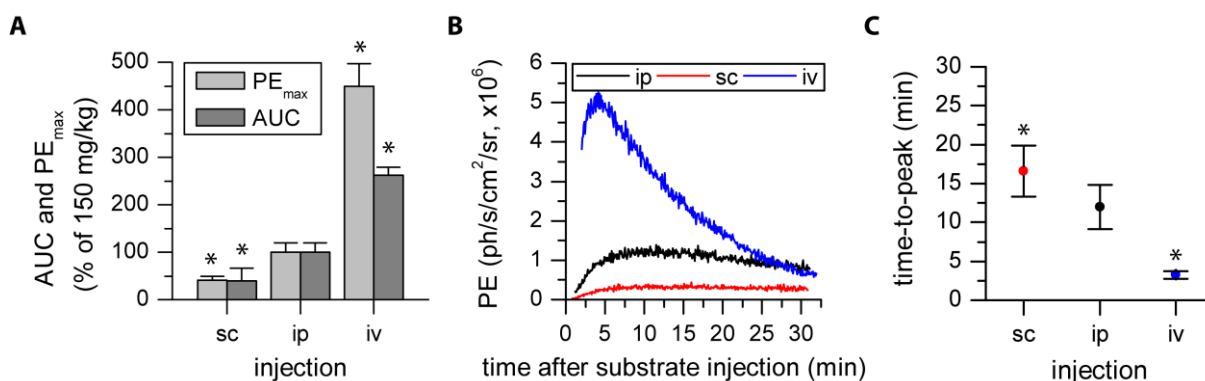 A
AUC and PE_max
(% of 150 mg/kg)
500
400
300
200
100
0
PE_max
AUC
*
*
*
*
sc
ip
iv
injection
B
PE (ph/s/cm²/sr, x10⁶)
6
5
4
3
2
1
0
ip
sc
iv
0
5
10
15
20
25
30
time after substrate injection (min)
C
time-to-peak (min)
30
25
20
15
10
5
0
*
*
sc
ip
iv
injection